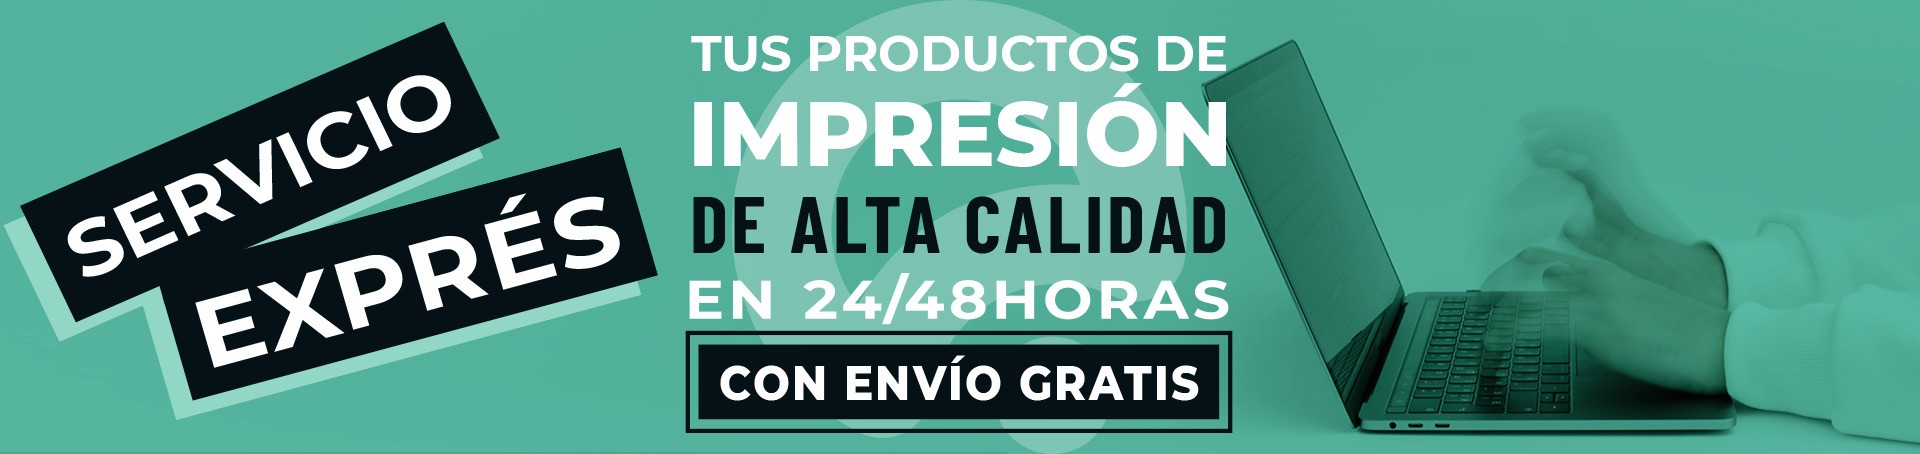 SERVICIO
EXPRÉS
TUS PRODUCTOS DE
IMPRESIÓN
DE ALTA CALIDAD
EN 24/48HORAS
CON ENVÍO GRATIS